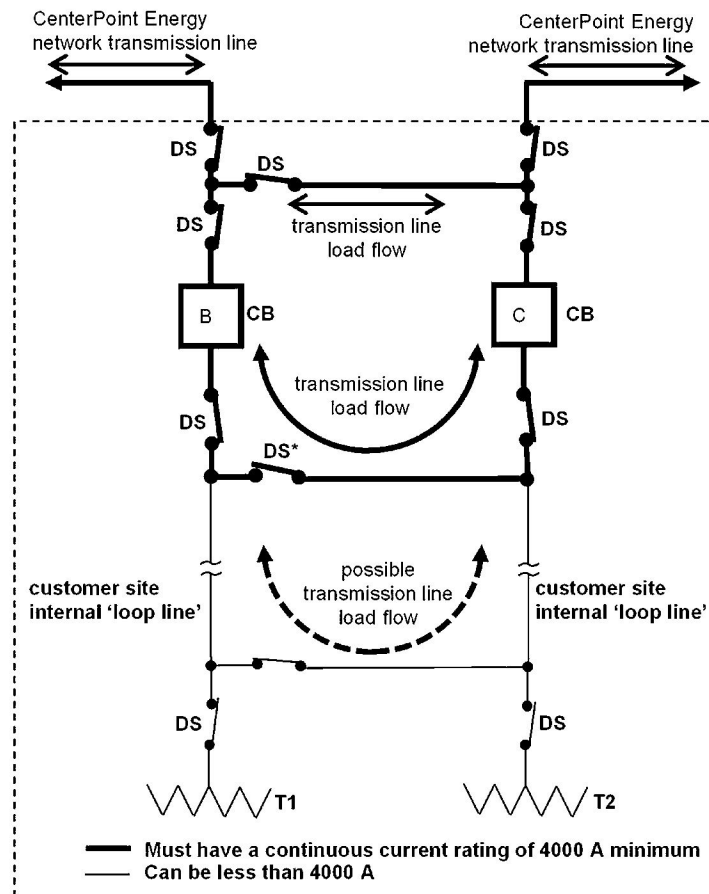 CenterPoint Energy
network transmission line
CenterPoint Energy
network transmission line
DS
DS
DS
transmission line
load flow
DS
DS
B
CB
C
CB
transmission line
load flow
DS
DS
DS*
possible
transmission line
load flow
customer site
internal ‘loop line’
customer site
internal ‘loop line’
DS
DS
T1
T2
Must have a continuous current rating of 4000 A minimum
Can be less than 4000 A